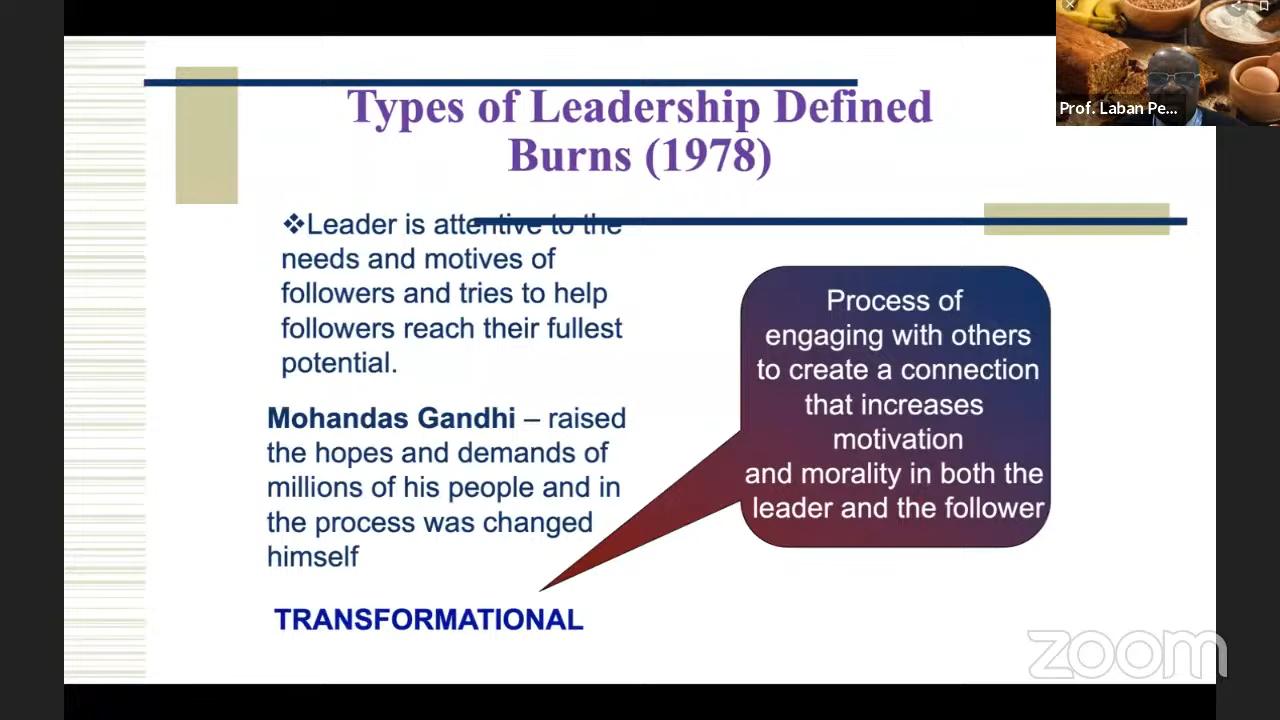 Types of Leadership Defined
Burns (1978)
❖Leader is attentive to the
needs and motives of
followers and tries to help
followers reach their fullest
potential.
Mohandas Gandhi – raised
the hopes and demands of
millions of his people and in
the process was changed
himself
TRANSFORMATIONAL
Process of
engaging with others
to create a connection
that increases
motivation
and morality in both the
leader and the follower
Prof. Laban Pe...
zoom